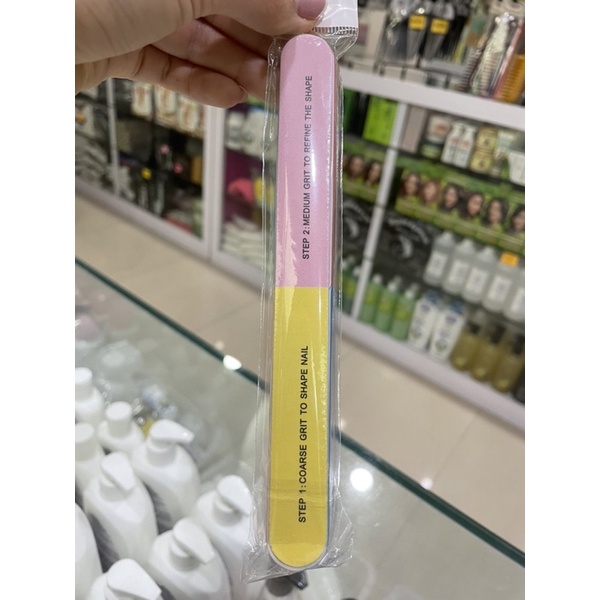 STEP 2:MEDIUM GRIT TO REFINE THE SHAPE
STEP 1:COARSE GRIT TO SHAPE NAIL